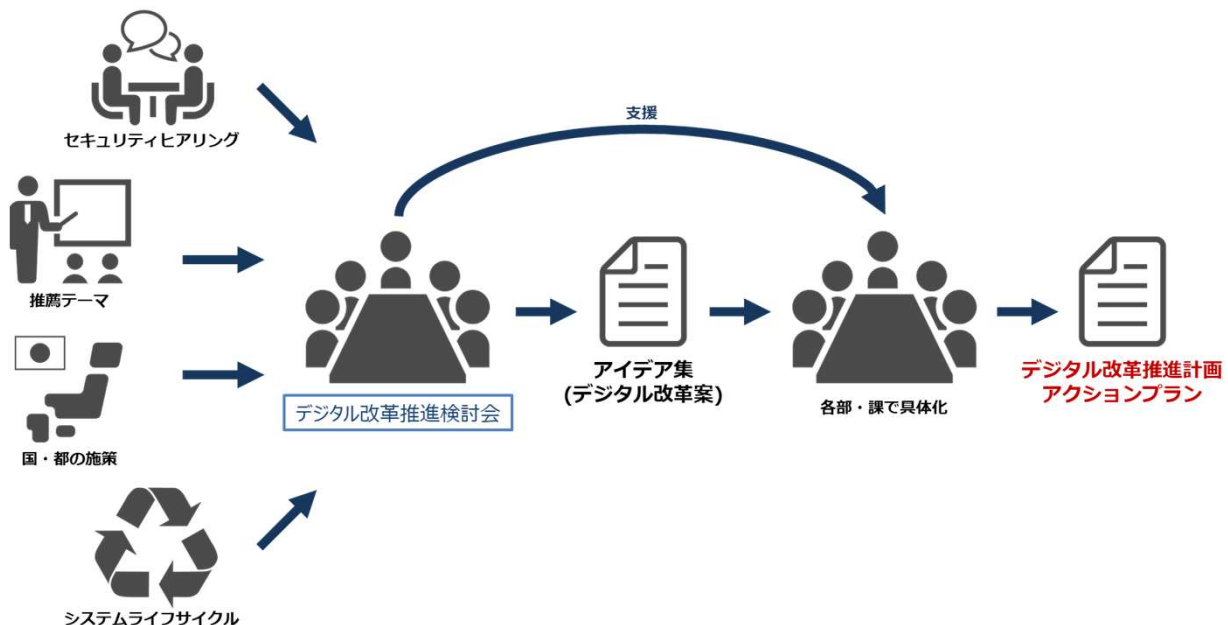 セキュリティヒアリング
支援
推薦テーマ
国・都の施策
システムライフサイクル
デジタル改革推進検討会
アイデア集
(デジタル改革案)
各部・課で具体化
デジタル改革推進計画
アクションプラン